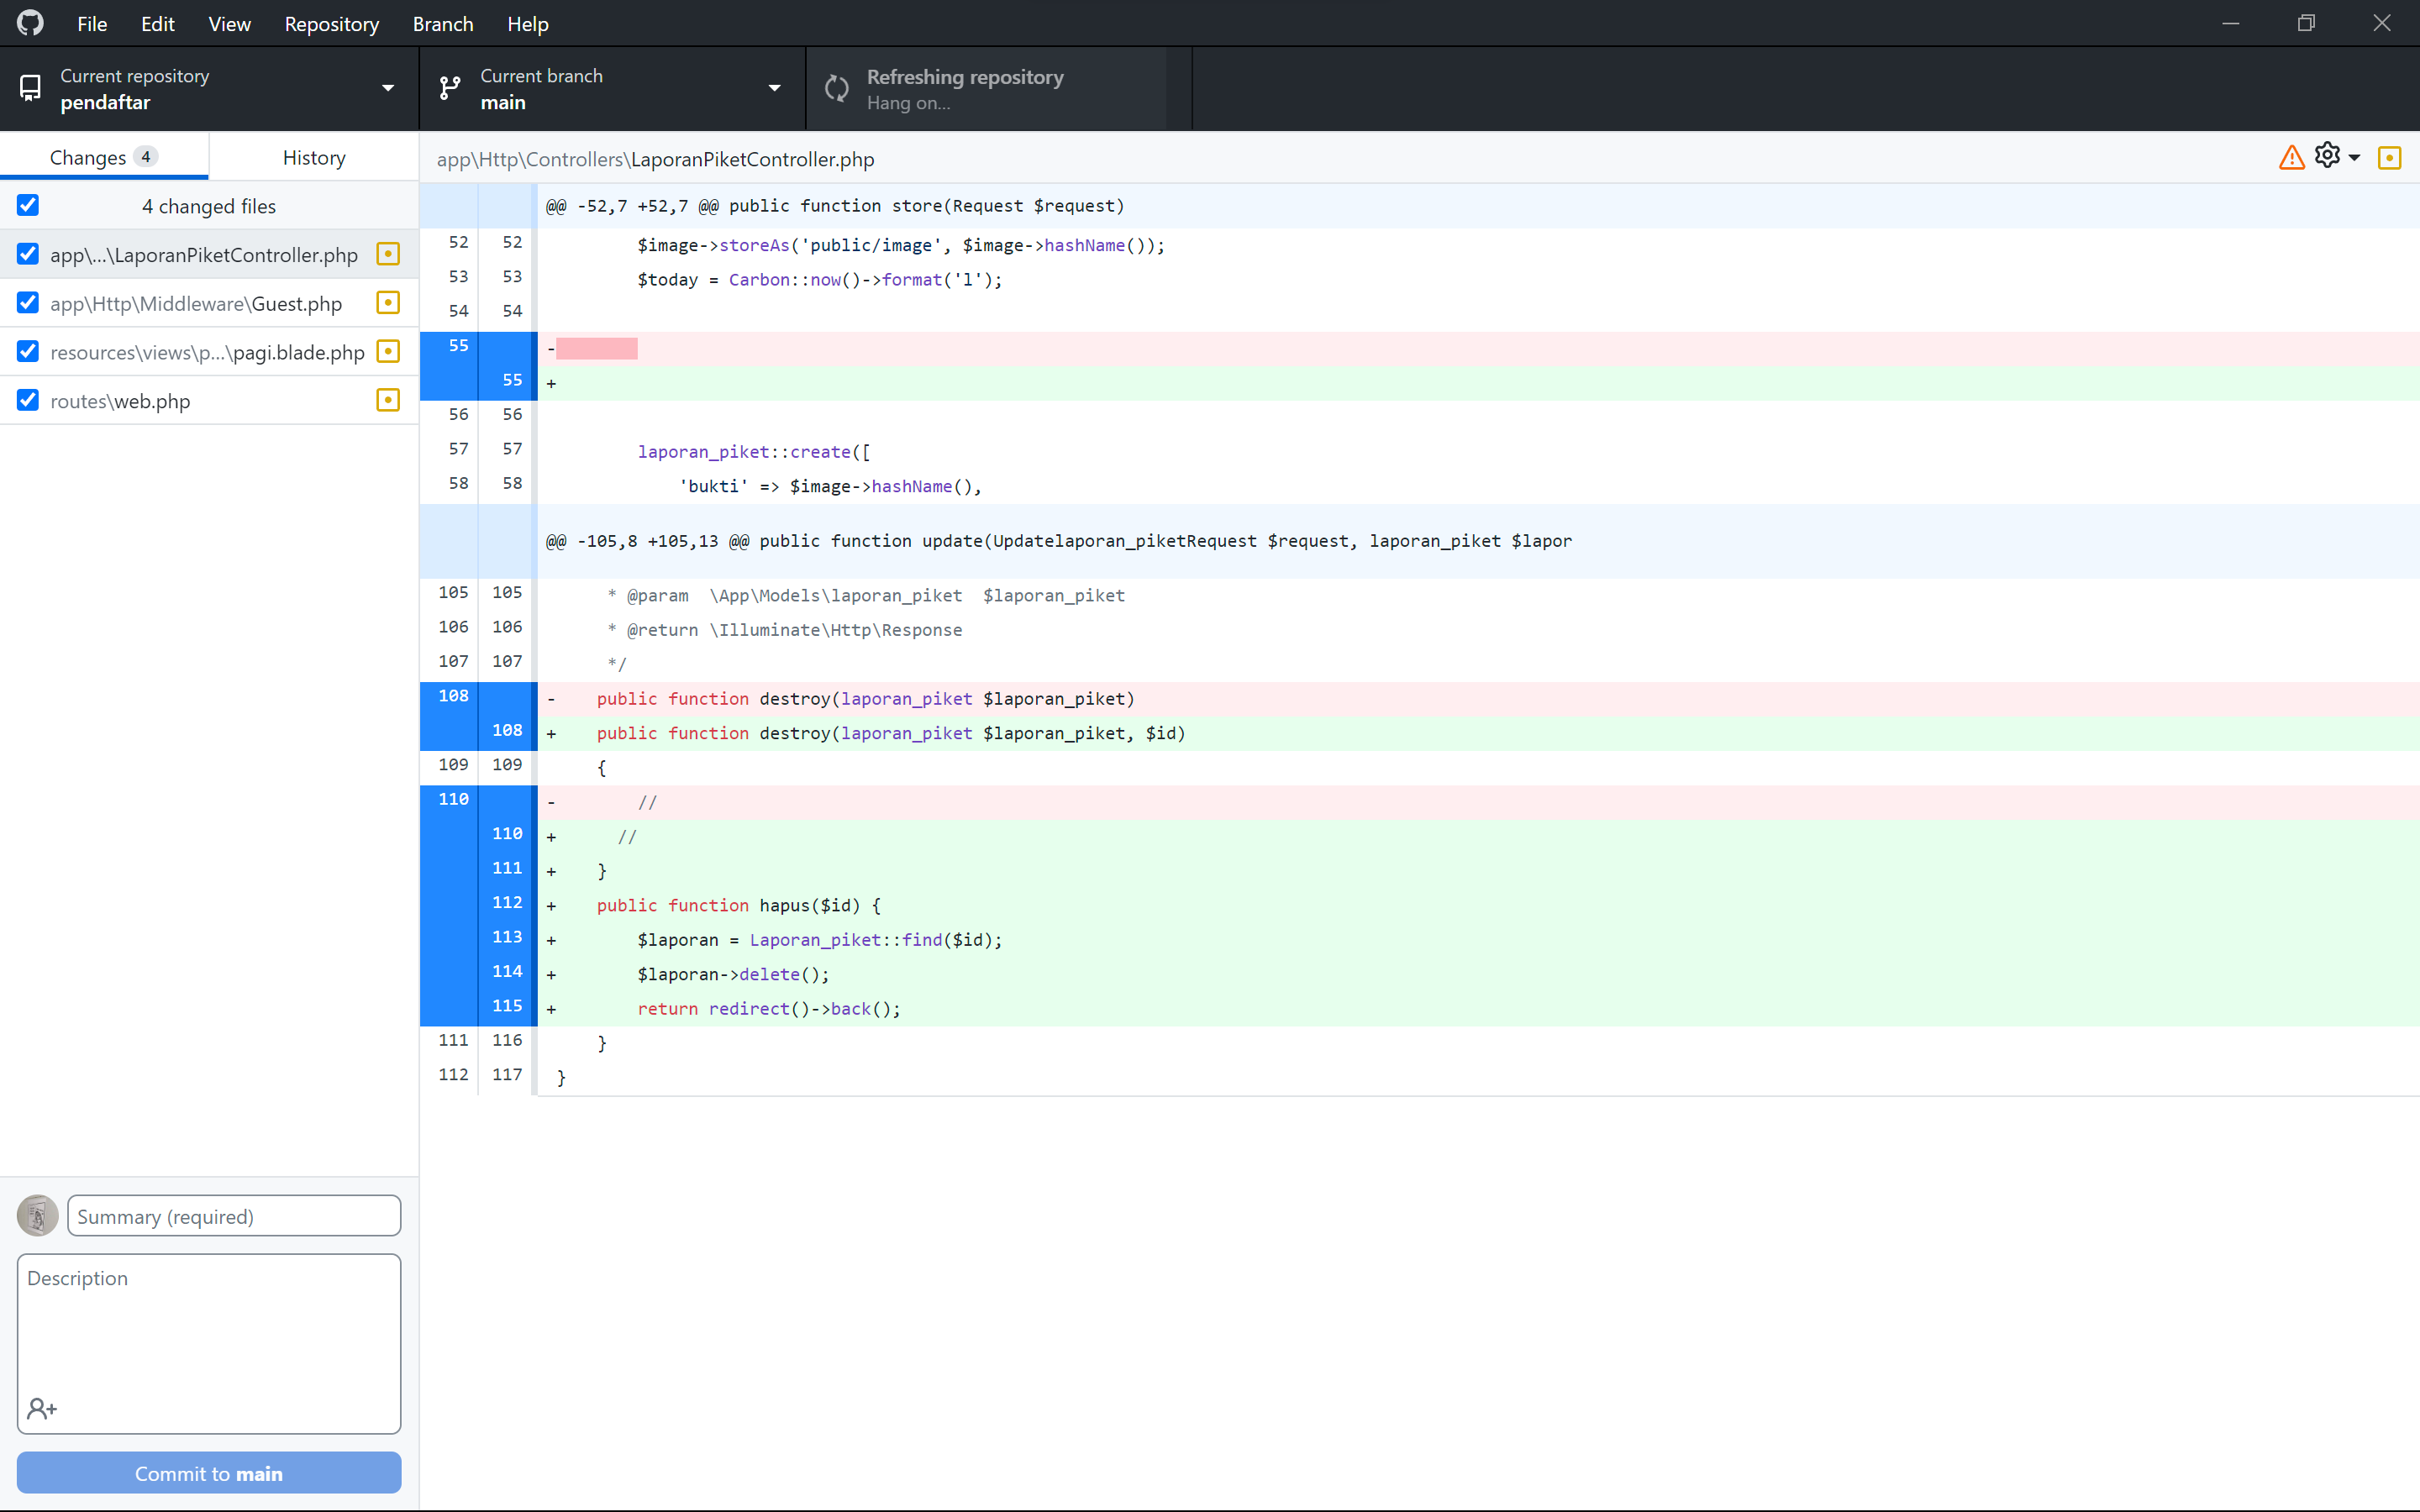 File Edit View Repository Branch Help
Current repository
pendaftar
Current branch
main
Refreshing repository
Hang on...
Changes 4
History
4 changed files
app\...\LaporanPiketController.php
app\Http\Middleware\Guest.php
resources\views\p...\pagi.blade.php
routes\web.php
Summary (required)
Description
Commit to main
app\Http\Controllers\LaporanPiketController.php
@@ -52,7 +52,7 @@ public function store(Request $request)
52 52 $image->storeAs('public/image', $image->hashName());
53 53 $today = Carbon::now()->format('l');
54 54
55 -
55 +
56 56
57 57 laporan_piket::create([
58 58 'bukti' => $image->hashName(),
@@ -105,8 +105,13 @@ public function update(Updatelaporan_piketRequest $request, laporan_piket $lapor
105 105 * @param \App\Models\laporan_piket $laporan_piket
106 106 * @return \Illuminate\Http\Response
107 107 */
108 - public function destroy(laporan_piket $laporan_piket)
108 + public function destroy(laporan_piket $laporan_piket, $id)
109 109 {
110 - //
110 + //
111 + }
112 + public function hapus($id) {
113 + $laporan = Laporan_piket::find($id);
114 + $laporan->delete();
115 + return redirect()->back();
111 116 }
112 117 }